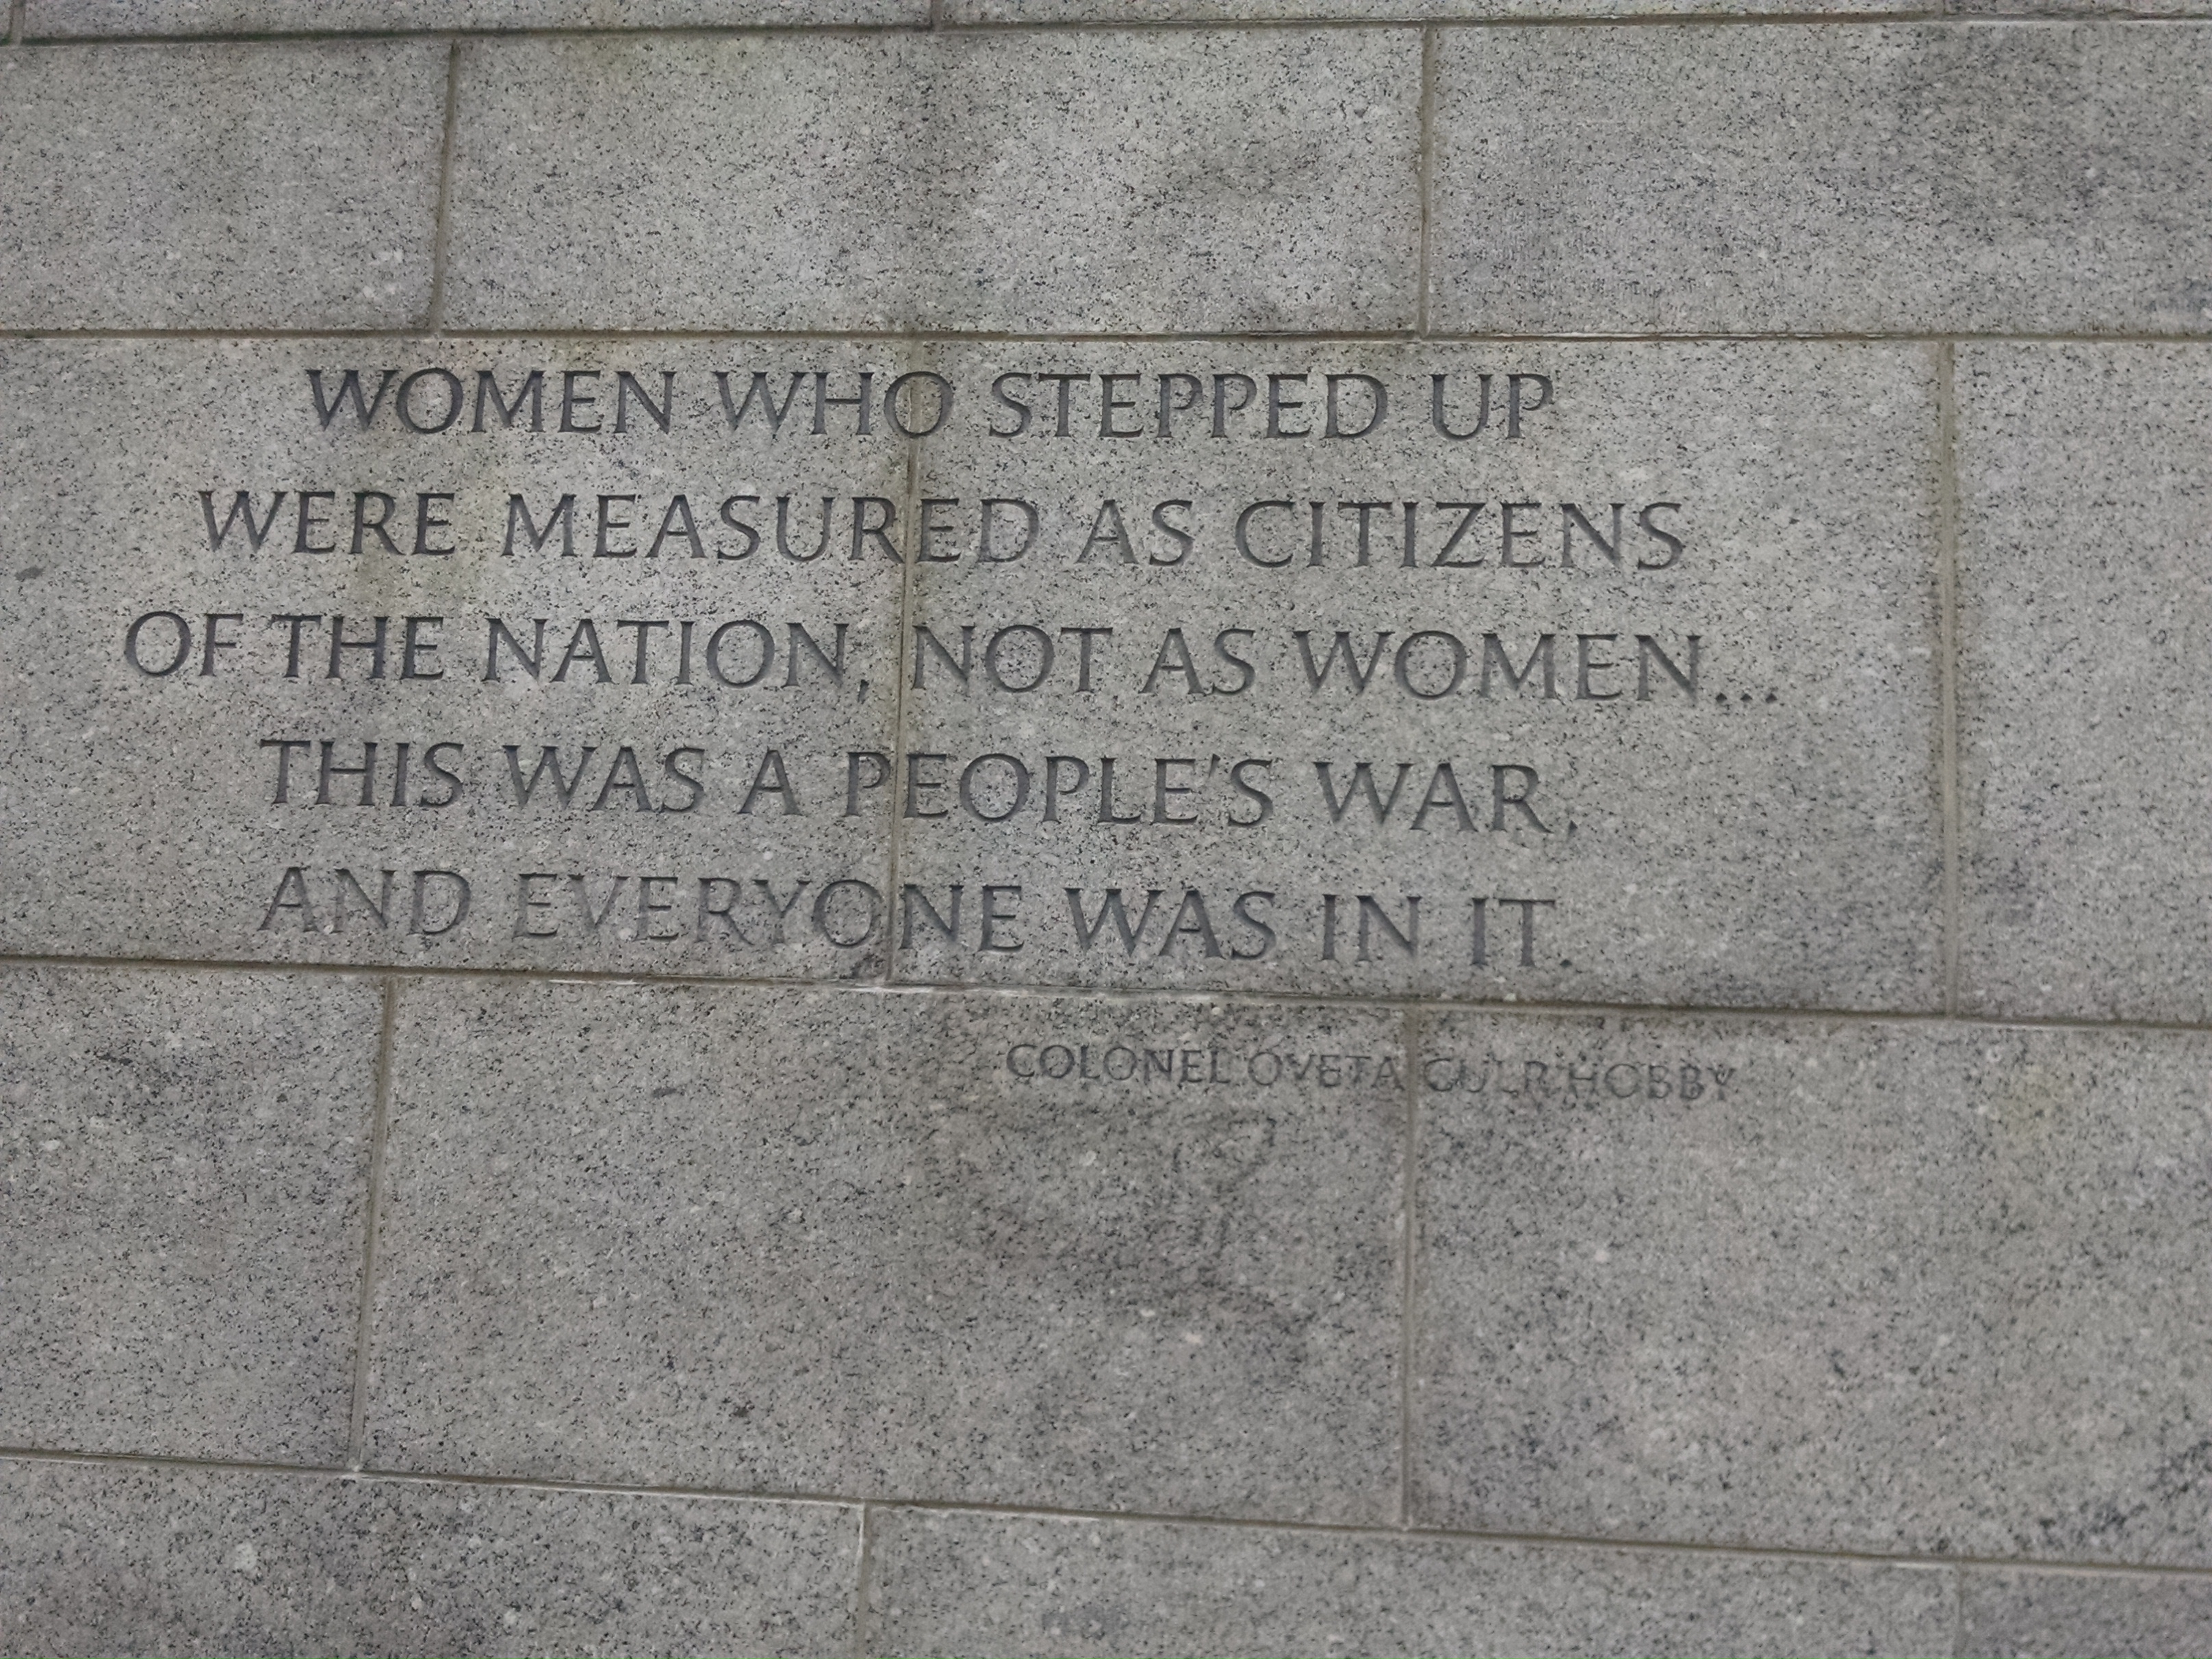 WOMEN WHO STEPPED UP
WERE MEASURED AS CITIZENS
OF THE NATION, NOT AS WOMEN...
THIS WAS A PEOPLE'S WAR,
AND EVERYONE WAS IN IT.
COLONEL OVETA CULP HOBBY